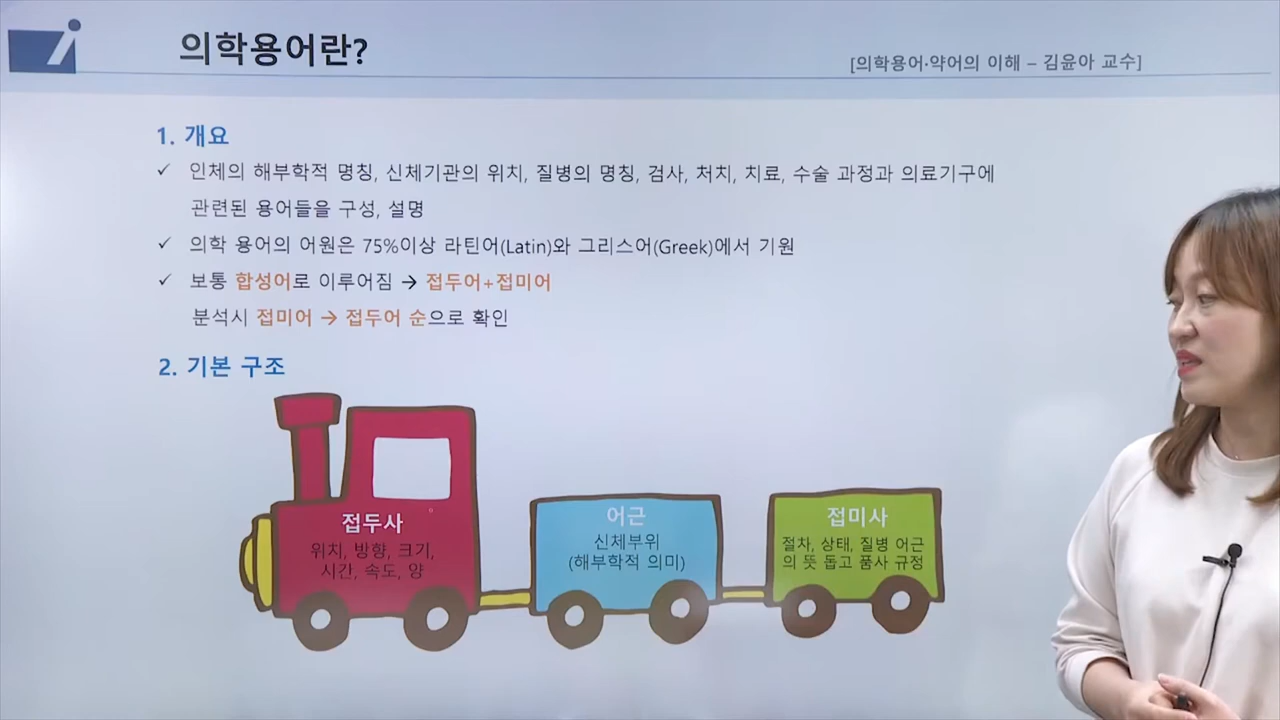 의학용어란?
[의학용어·약어의 이해 – 김윤아 교수]
1. 개요
✓ 인체의 해부학적 명칭, 신체기관의 위치, 질병의 명칭, 검사, 처치, 치료, 수술 과정과 의료기구에
관련된 용어들을 구성, 설명
✓ 의학 용어의 어원은 75%이상 라틴어(Latin)와 그리스어(Greek)에서 기원
✓ 보통 합성어로 이루어짐 → 접두어+접미어
분석시 접미어 → 접두어 순으로 확인
2. 기본 구조
접두사
위치, 방향, 크기,
시간, 속도, 양
어근
신체부위
(해부학적 의미)
접미사
절차, 상태, 질병 어근
의 뜻 돕고 품사 규정